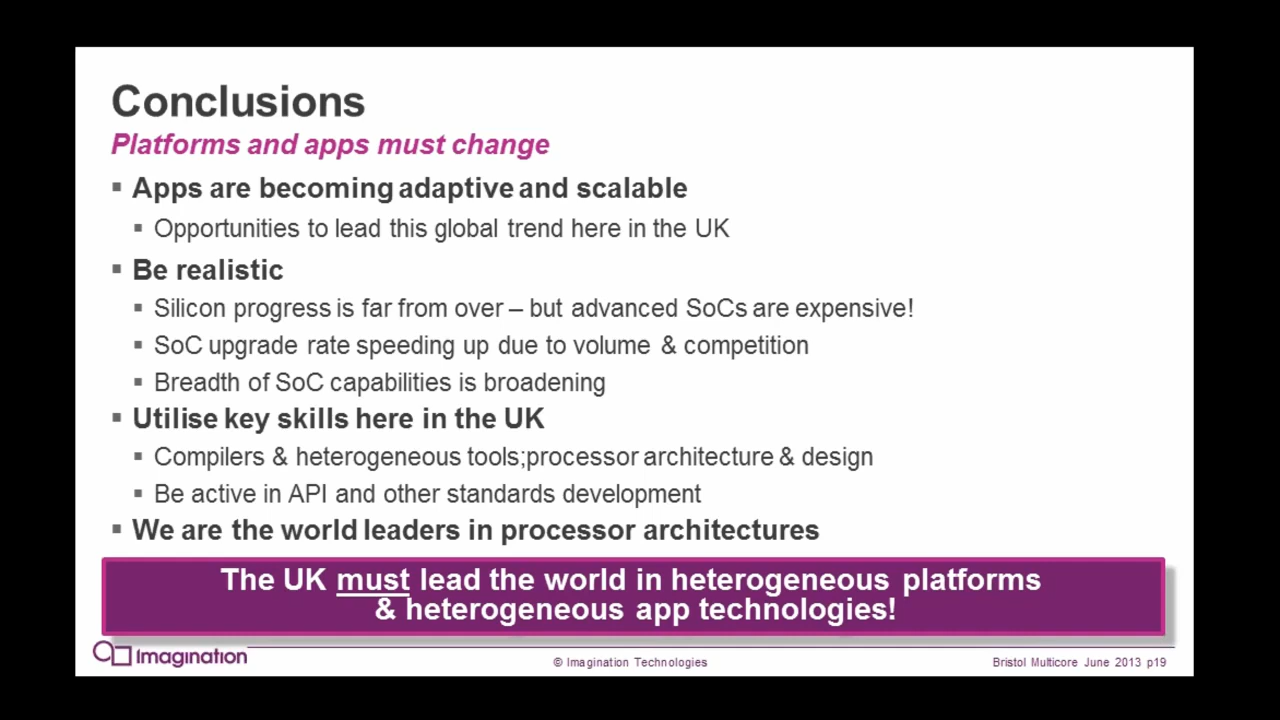 Conclusions
Platforms and apps must change
Apps are becoming adaptive and scalable
Opportunities to lead this global trend here in the UK
Be realistic
Silicon progress is far from over – but advanced SoCs are expensive!
SoC upgrade rate speeding up due to volume & competition
Breadth of SoC capabilities is broadening
Utilise key skills here in the UK
Compilers & heterogeneous tools;processor architecture & design
Be active in API and other standards development
We are the world leaders in processor architectures
The UK must lead the world in heterogeneous platforms
& heterogeneous app technologies!
Imagination
© Imagination Technologies
Bristol Multicore June 2013 p19